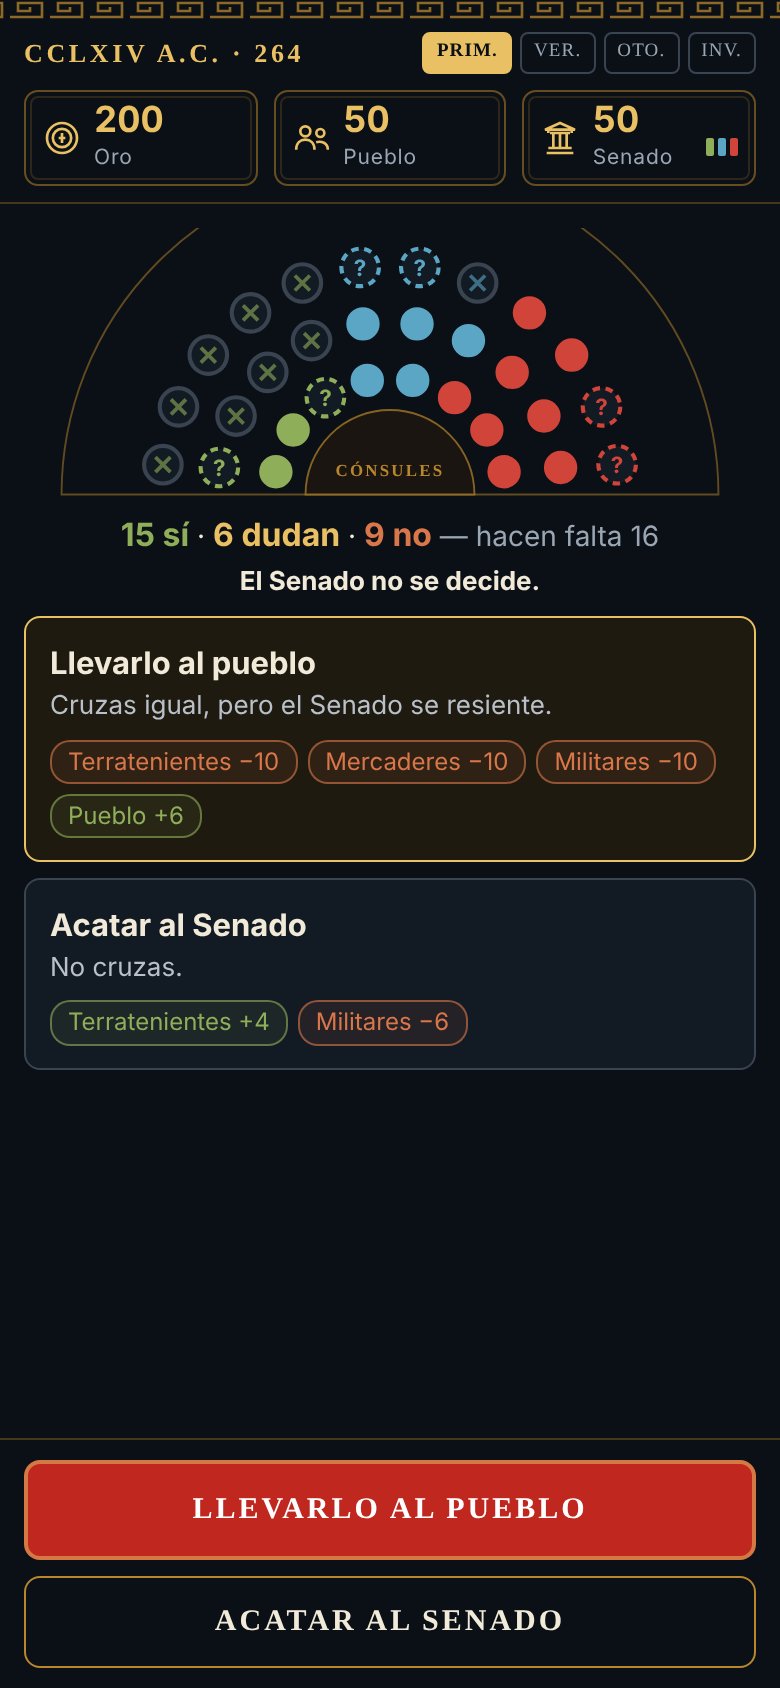 CCLXIV A.C. · 264
PRIM.
VER.
OTO.
INV.
200
Oro
50
Pueblo
50
Senado
? ?
?
?
?
?
CÓNSULES
15 sí · 6 dudan · 9 no — hacen falta 16
El Senado no se decide.
Llevarlo al pueblo
Cruzas igual, pero el Senado se resiente.
Terratenientes −10
Mercaderes −10
Militares −10
Pueblo +6
Acatar al Senado
No cruzas.
Terratenientes +4
Militares −6
LLEVARLO AL PUEBLO
ACATAR AL SENADO